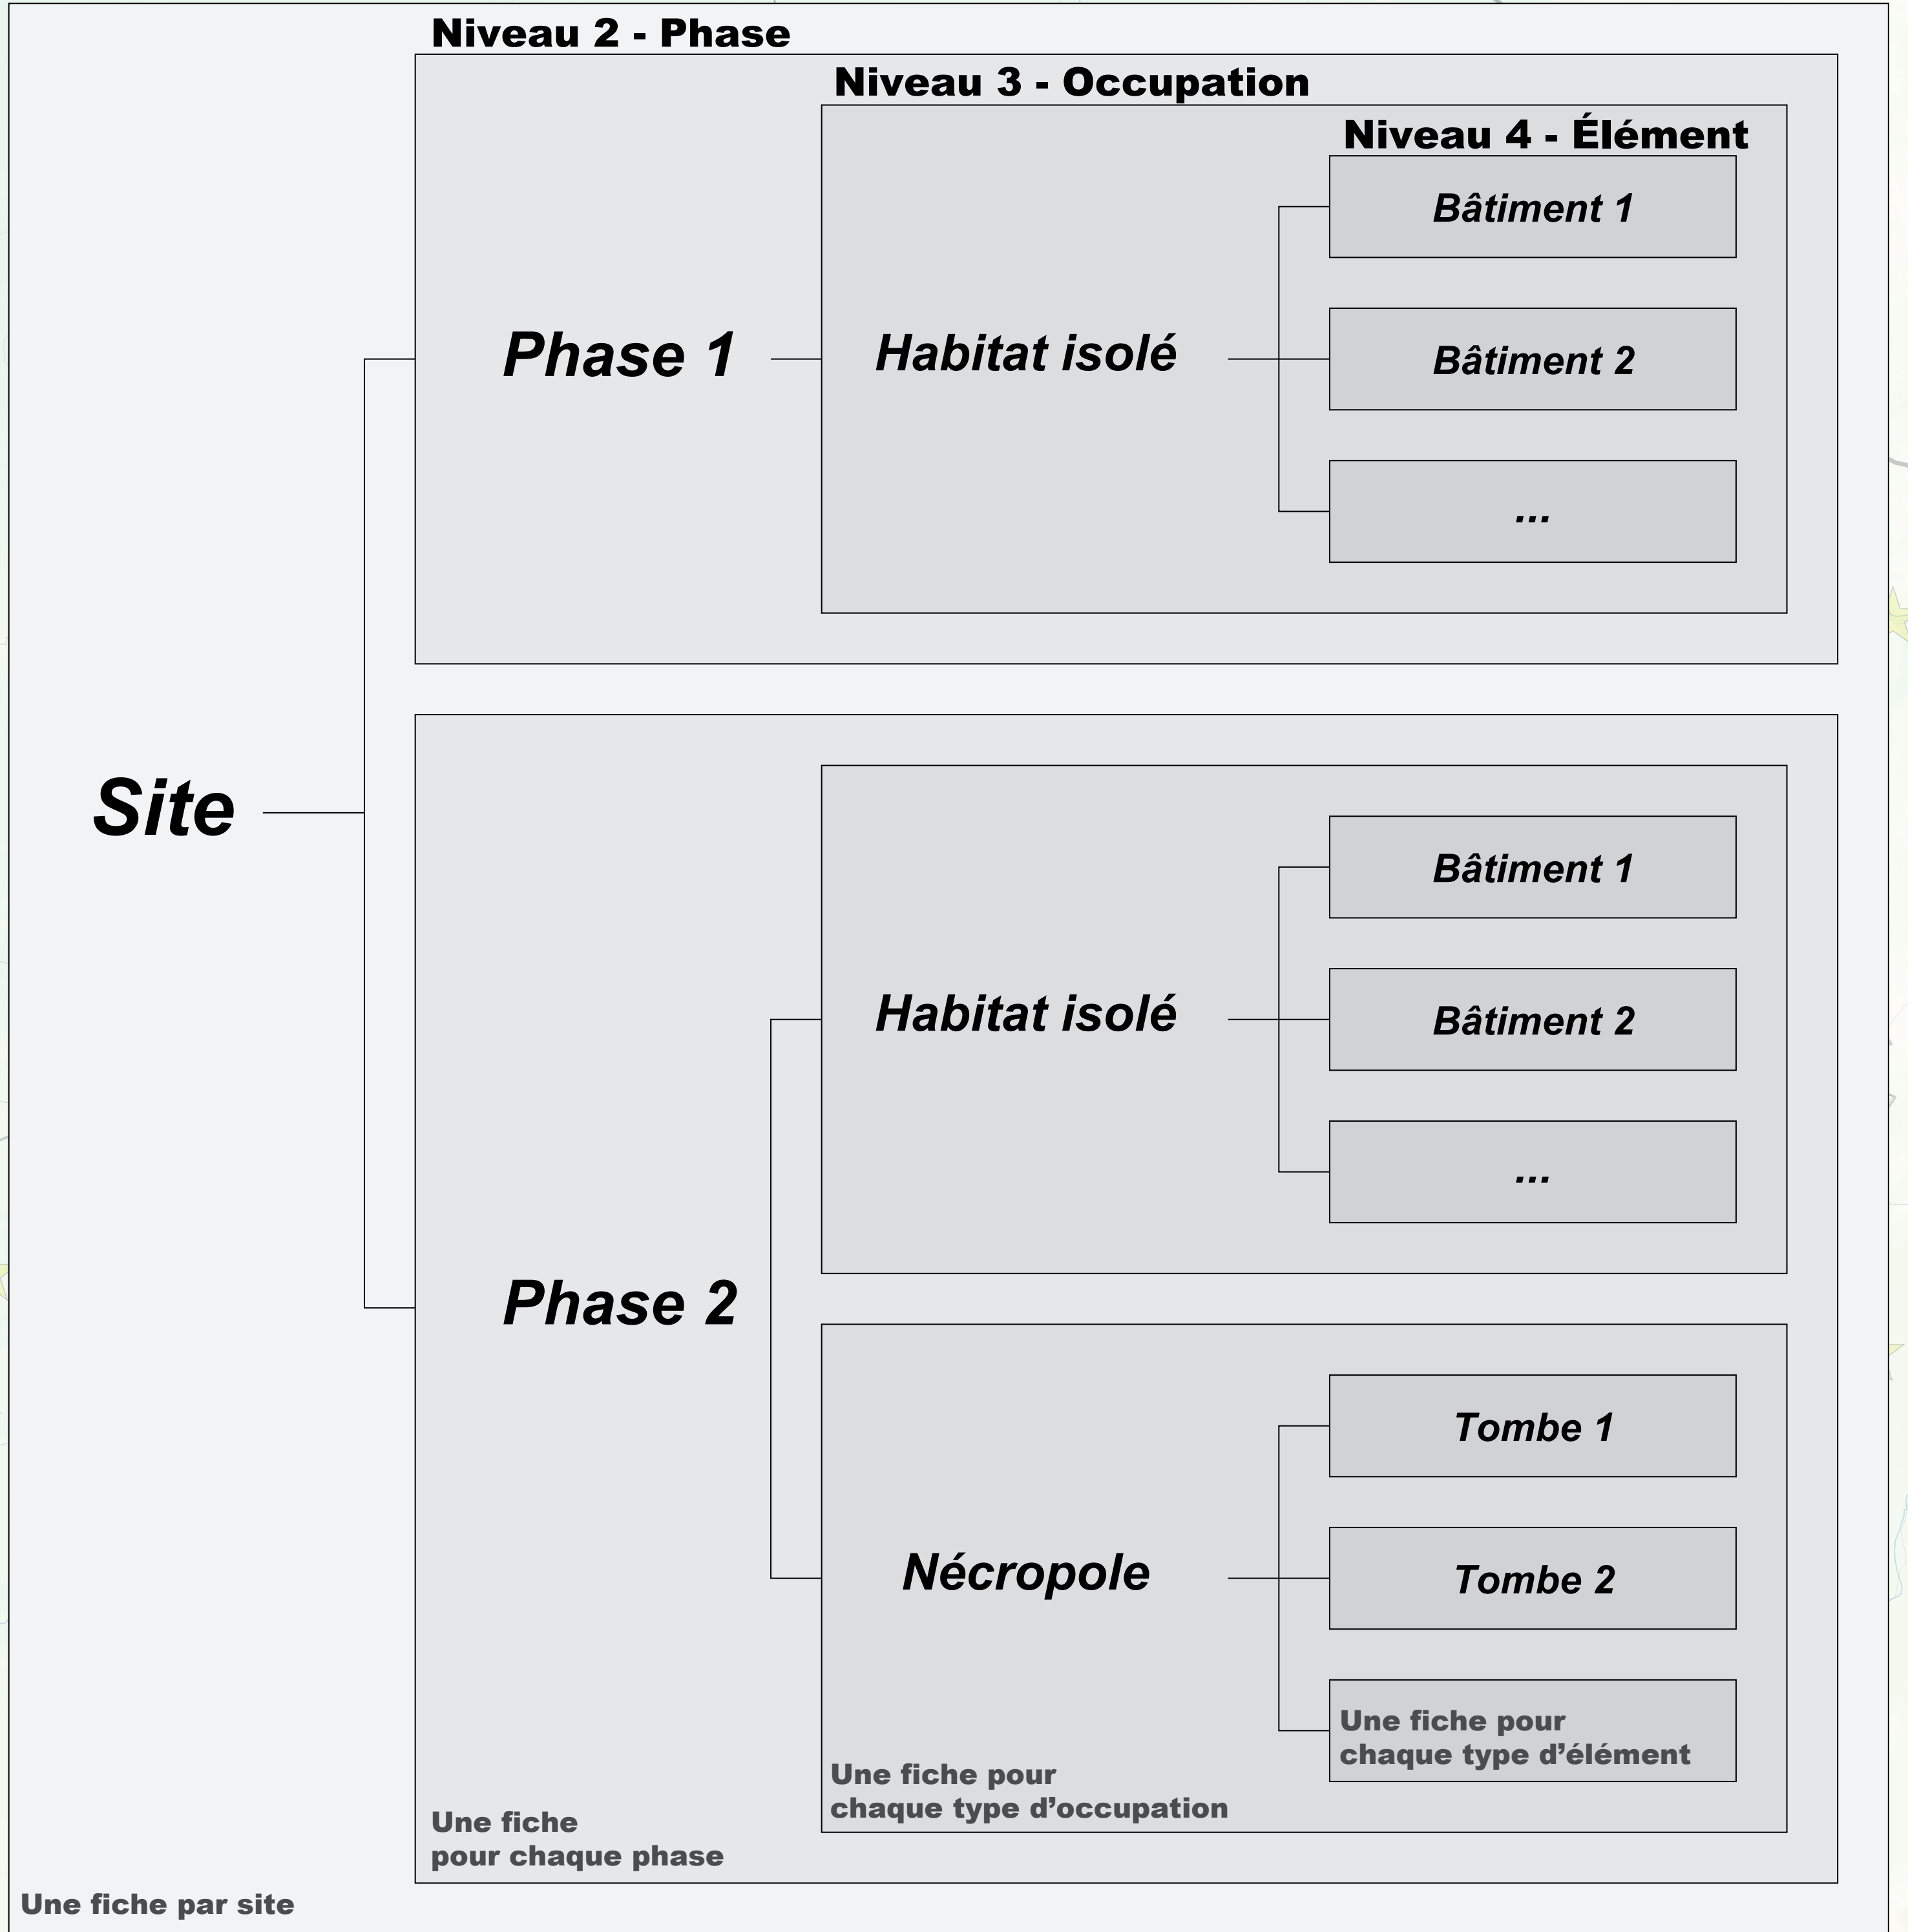 Niveau 2 - Phase
Niveau 3 - Occupation
Niveau 4 - Élément
Bâtiment 1
Phase 1
Habitat isolé
Bâtiment 2
...
Site
Bâtiment 1
Habitat isolé
Bâtiment 2
...
Phase 2
Tombe 1
Nécropole
Tombe 2
Une fiche pour
chaque type d’élément
Une fiche pour
chaque type d’occupation
Une fiche
pour chaque phase
Une fiche par site